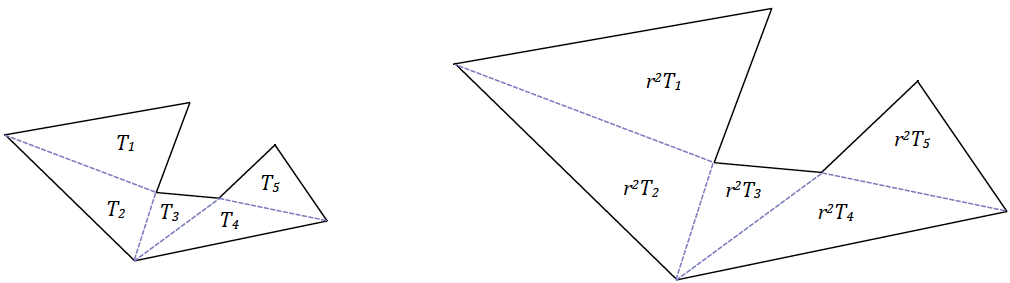 T₁
T₂
T₃
T₄
T₅
r²T₁
r²T₂
r²T₃
r²T₄
r²T₅